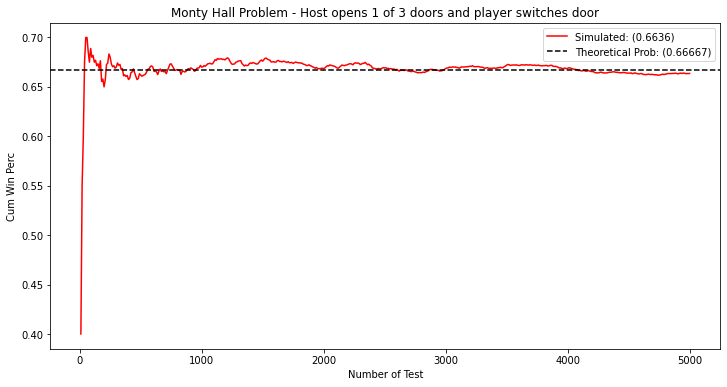 Monty Hall Problem - Host opens 1 of 3 doors and player switches door
Simulated: (0.6636)
Theoretical Prob: (0.66667)
Cum Win Perc
0.70
0.65
0.60
0.55
0.50
0.45
0.40
0
1000
2000
3000
4000
5000
Number of Test